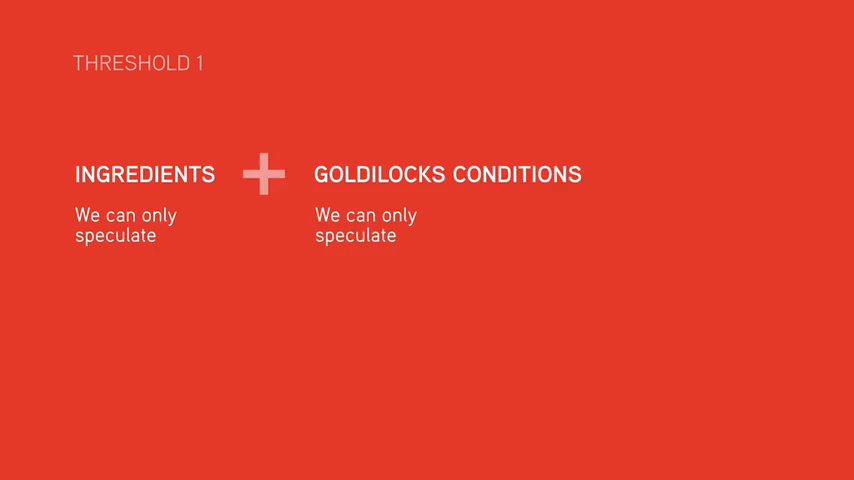 THRESHOLD 1
INGREDIENTS + GOLDILOCKS CONDITIONS
We can only
speculate
We can only
speculate